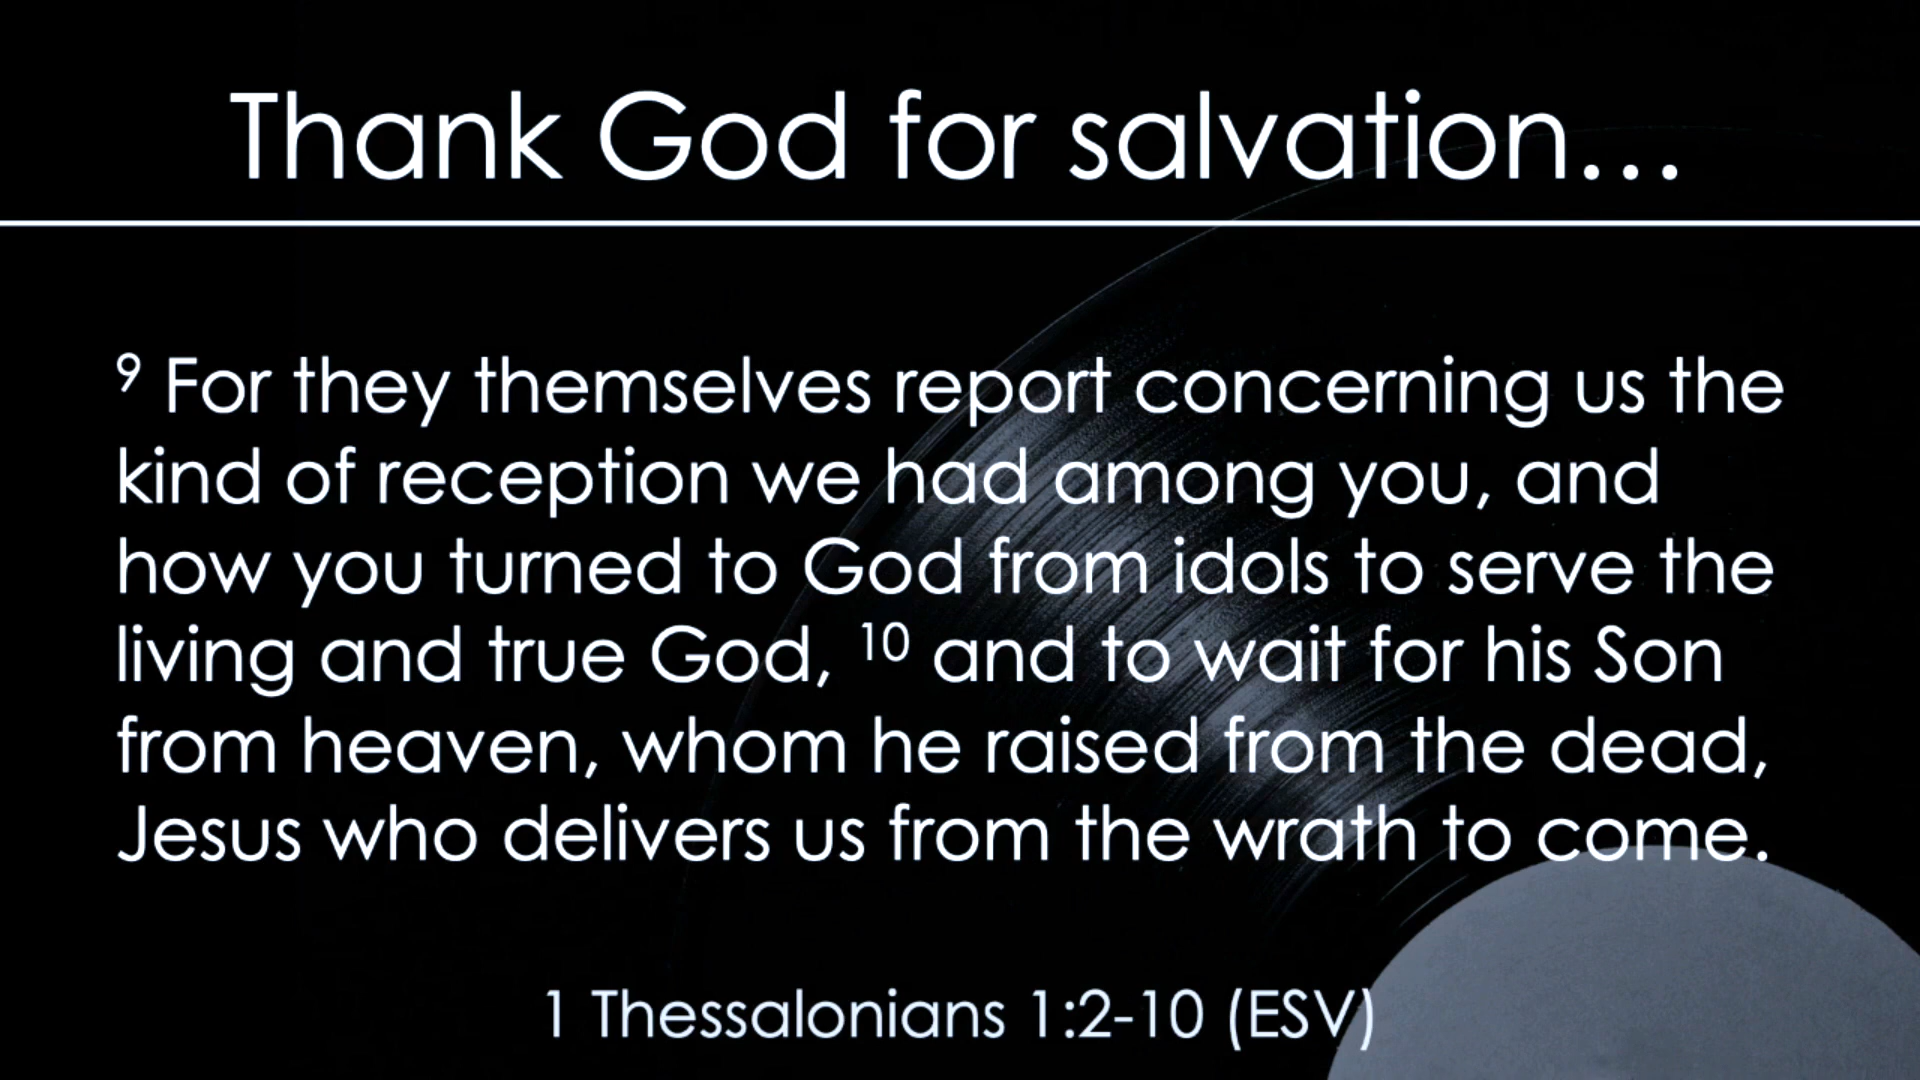 Thank God for salvation…
⁹ For they themselves report concerning us the
kind of reception we had among you, and
how you turned to God from idols to serve the
living and true God, ¹⁰ and to wait for his Son
from heaven, whom he raised from the dead,
Jesus who delivers us from the wrath to come.
1 Thessalonians 1:2-10 (ESV)